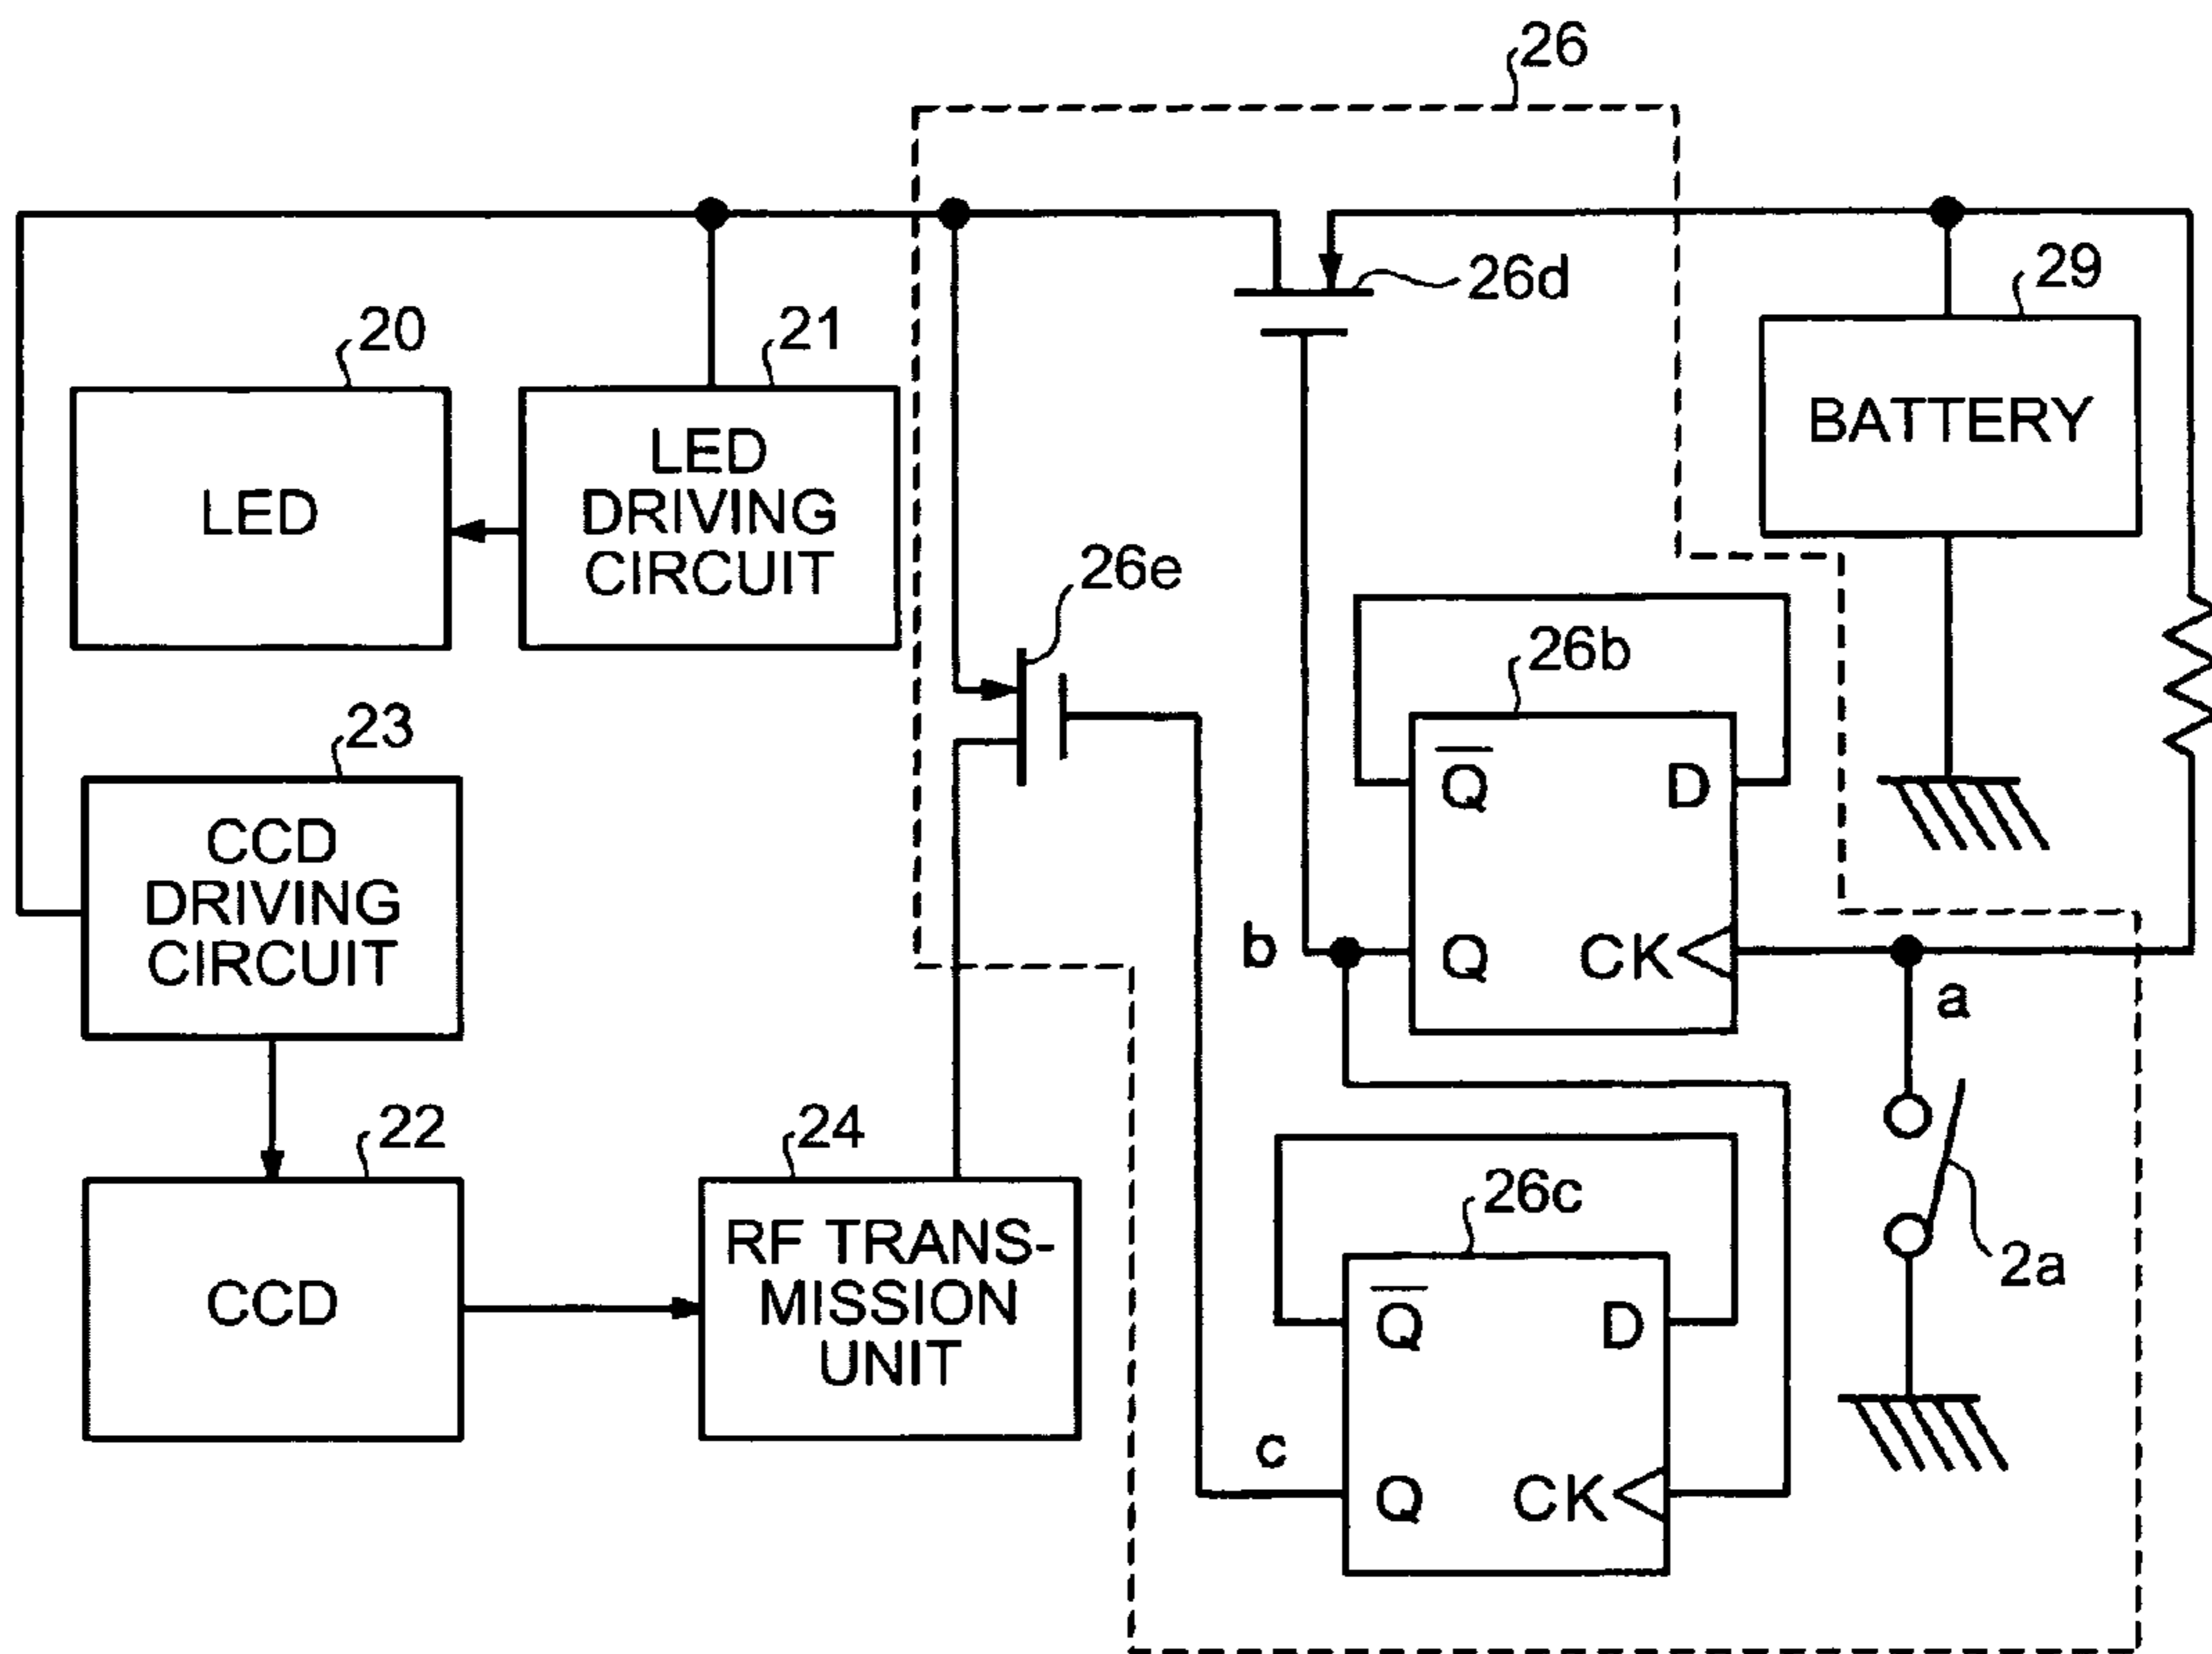 26
26d
29
BATTERY
20
LED
21
LED
DRIVING
CIRCUIT
26e
26b
Q
D
Q
CK
b
a
23
CCD
DRIVING
CIRCUIT
22
CCD
24
RF TRANS-
MISSION
UNIT
26c
Q
D
Q
CK
c
2a